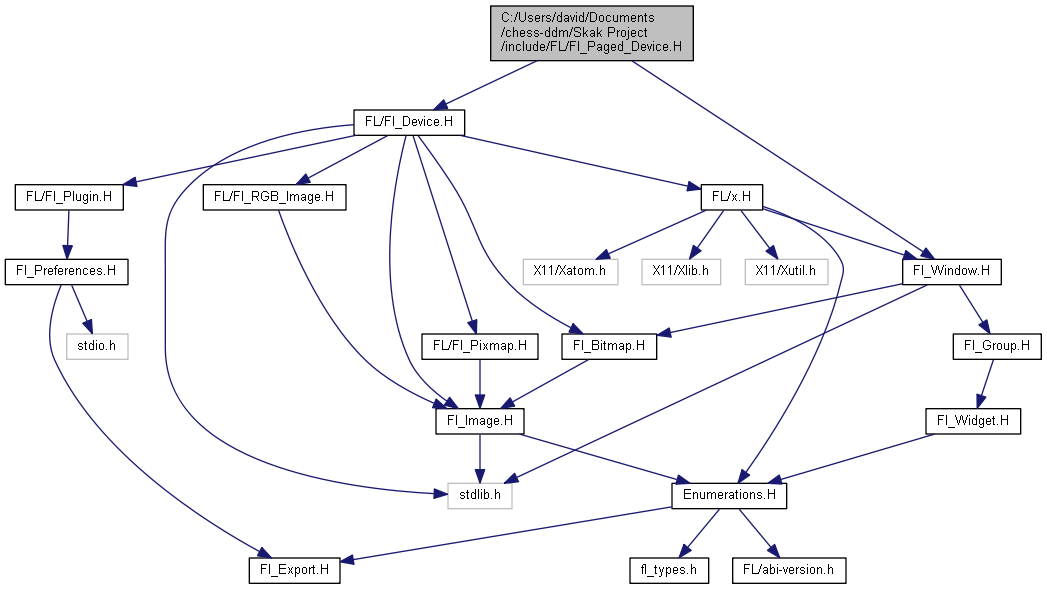 C:/Users/david/Documents
/chess-ddm/Skak Project
/include/FL/Fl_Paged_Device.H
FL/Fl_Device.H
FL/Fl_Plugin.H
FL/Fl_RGB_Image.H
FL/x.H
Fl_Preferences.H
X11/Xatom.h
X11/Xlib.h
X11/Xutil.h
Fl_Window.H
stdio.h
FL/Fl_Pixmap.H
Fl_Bitmap.H
Fl_Group.H
Fl_Image.H
Fl_Widget.H
stdlib.h
Enumerations.H
Fl_Export.H
fl_types.h
FL/abi-version.h